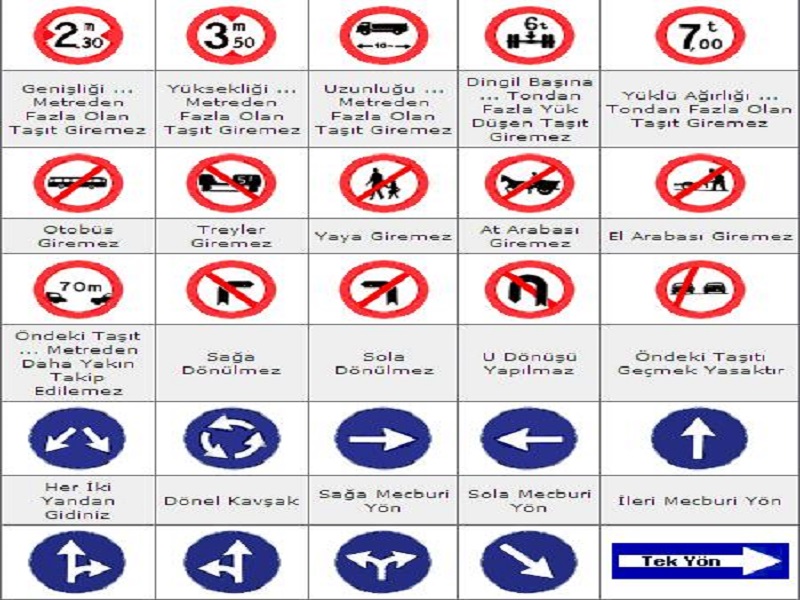 2 m ,30
3 m ,50
10 m
6t
7 t ,00
Genişliği ...
Metreden
Fazla Olan
Taşıt Giremez
Yüksekliği ...
Metreden
Fazla Olan
Taşıt Giremez
Uzunluğu ...
Metreden
Fazla Olan
Taşıt Giremez
Dingil Başına
... Tondan
Fazla Yük
Düşen Taşıt
Giremez
Yüklü Ağırlığı ...
Tondan Fazla Olan
Taşıt Giremez
Otobüs
Giremez
Treyler
Giremez
Yaya Giremez
At Arabası
Giremez
El Arabası Giremez
70m
Öndeki Taşıt
... Metreden
Daha Yakın
Takip
Edilemez
Sağa
Dönülmez
Sola
Dönülmez
U Dönüşü
Yapılmaz
Öndeki Taşıtı
Geçmek Yasaktır
Her İki
Yandan
Gidiniz
Dönel Kavşak
Sağa Mecburi
Yön
Sola Mecburi
Yön
İleri Mecburi Yön
Tek Yön